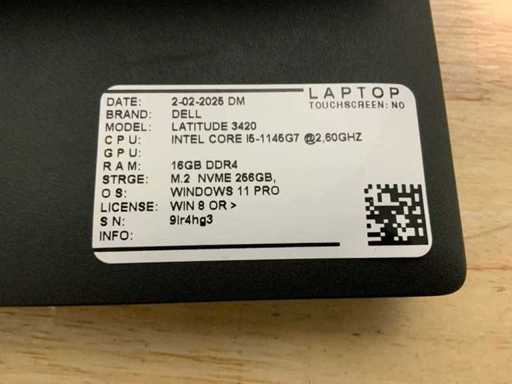 LAPTOP
TOUCHSCREEN: NO
DATE: 2-02-2025 DM
BRAND: DELL
MODEL: LATITUDE 3420
CPU: INTEL CORE I5-1145G7 @2,60GHZ
GPU:
RAM: 16GB DDR4
STRGE: M.2 NVME 256GB,
OS: WINDOWS 11 PRO
LICENSE: WIN 8 OR >
SN: 9lr4hg3
INFO: